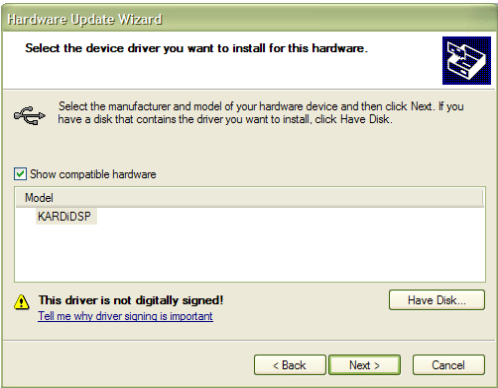 Hardware Update Wizard
Select the device driver you want to install for this hardware.
Select the manufacturer and model of your hardware device and then click Next. If you
have a disk that contains the driver you want to install, click Have Disk.
Show compatible hardware
Model
KARDiDSP
This driver is not digitally signed!
Have Disk...
Tell me why driver signing is important
< Back
Next >
Cancel